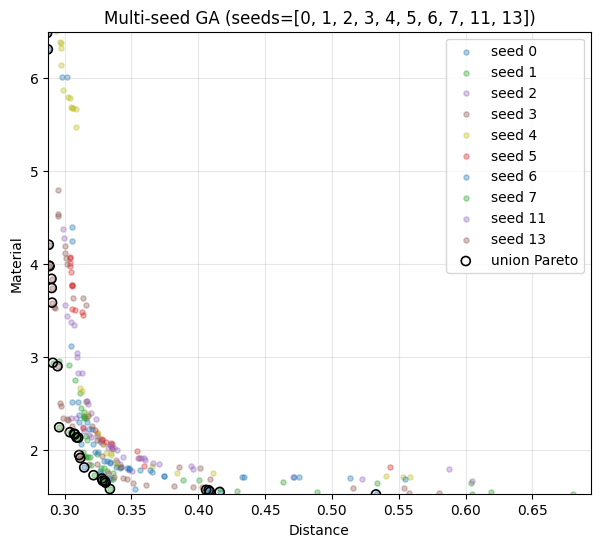 Multi-seed GA (seeds=[0, 1, 2, 3, 4, 5, 6, 7, 11, 13])
seed 0
seed 1
seed 2
seed 3
seed 4
seed 5
seed 6
seed 7
seed 11
seed 13
union Pareto
6
5
4
3
2
Material
0.30
0.35
0.40
0.45
0.50
0.55
0.60
0.65
Distance